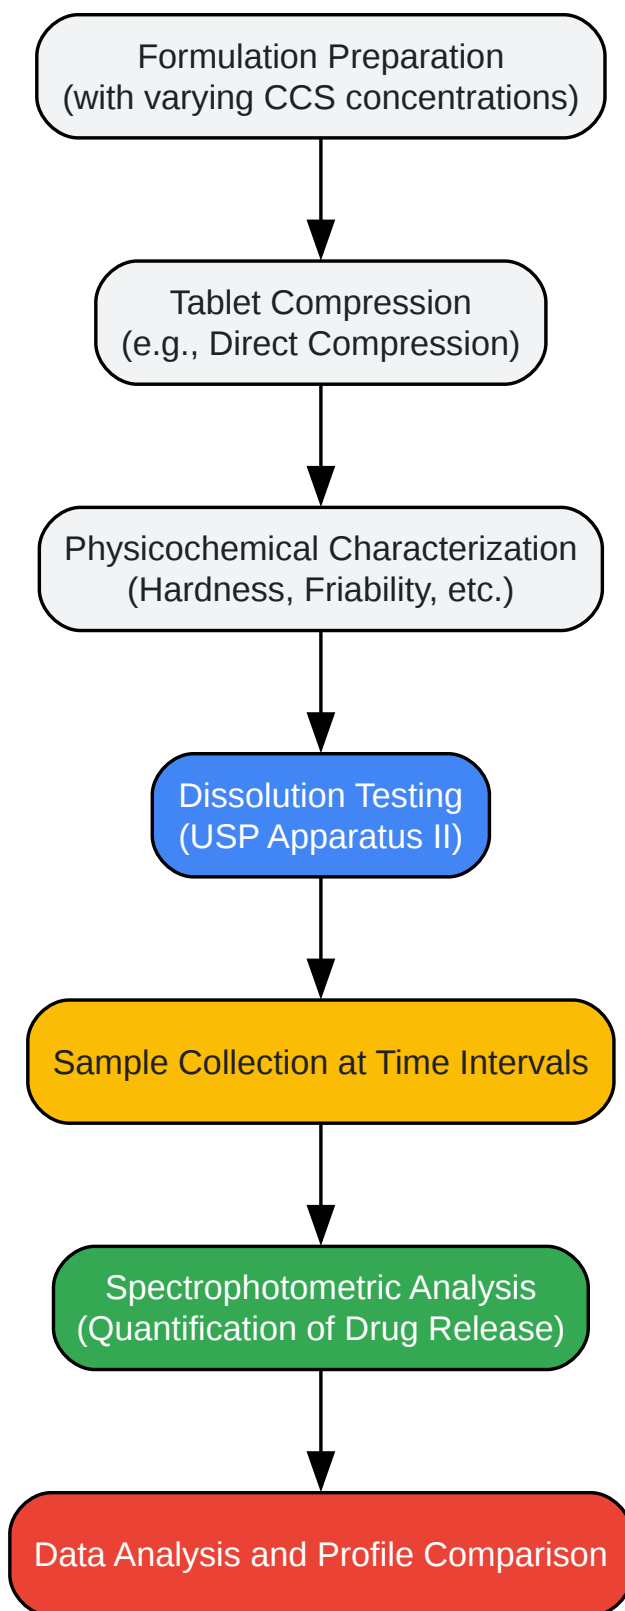 Formulation Preparation
(with varying CCS concentrations)
Tablet Compression
(e.g., Direct Compression)
Physicochemical Characterization
(Hardness, Friability, etc.)
Dissolution Testing
(USP Apparatus II)
Sample Collection at Time Intervals
Spectrophotometric Analysis
(Quantification of Drug Release)
Data Analysis and Profile Comparison